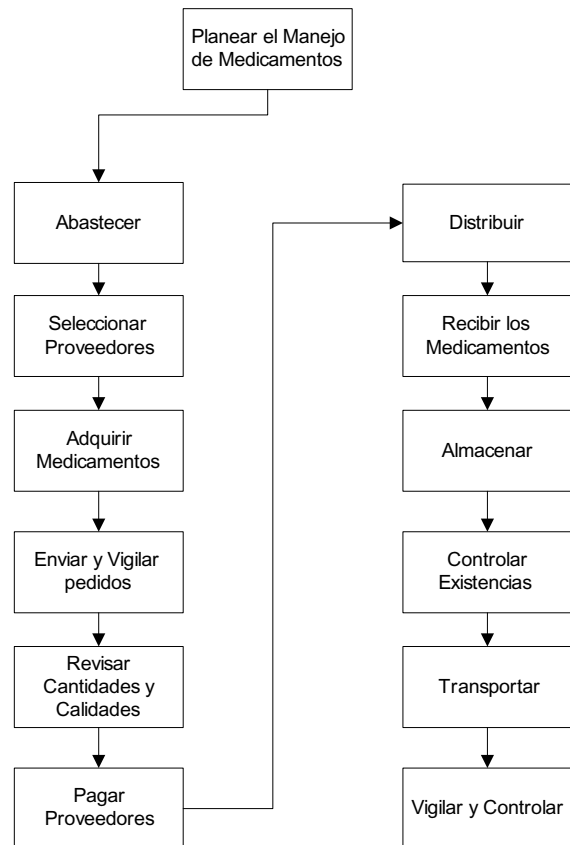 Planear el Manejo
de Medicamentos
Abastecer
Seleccionar
Proveedores
Adquirir
Medicamentos
Enviar y Vigilar
pedidos
Revisar
Cantidades y
Calidades
Pagar
Proveedores
Distribuir
Recibir los
Medicamentos
Almacenar
Controlar
Existencias
Transportar
Vigilar y Controlar